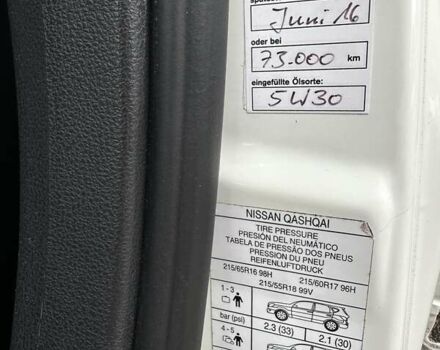 Juni 16
oder bei
73.000 km
eingefüllte Ölsorte:
5W30
NISSAN QASHQAI
TIRE PRESSURE
PRESIÓN DEL NEUMÁTICO
TABELA DE PRESSÃO DOS PNEUS
PRESSION DU PNEU
REIFENLUFTDRUCK
215/65R16 98H 215/60R17 96H
215/55R18 99V
1 - 3
bar (psi) 2.3 (33) 2.1 (30)
4 - 5